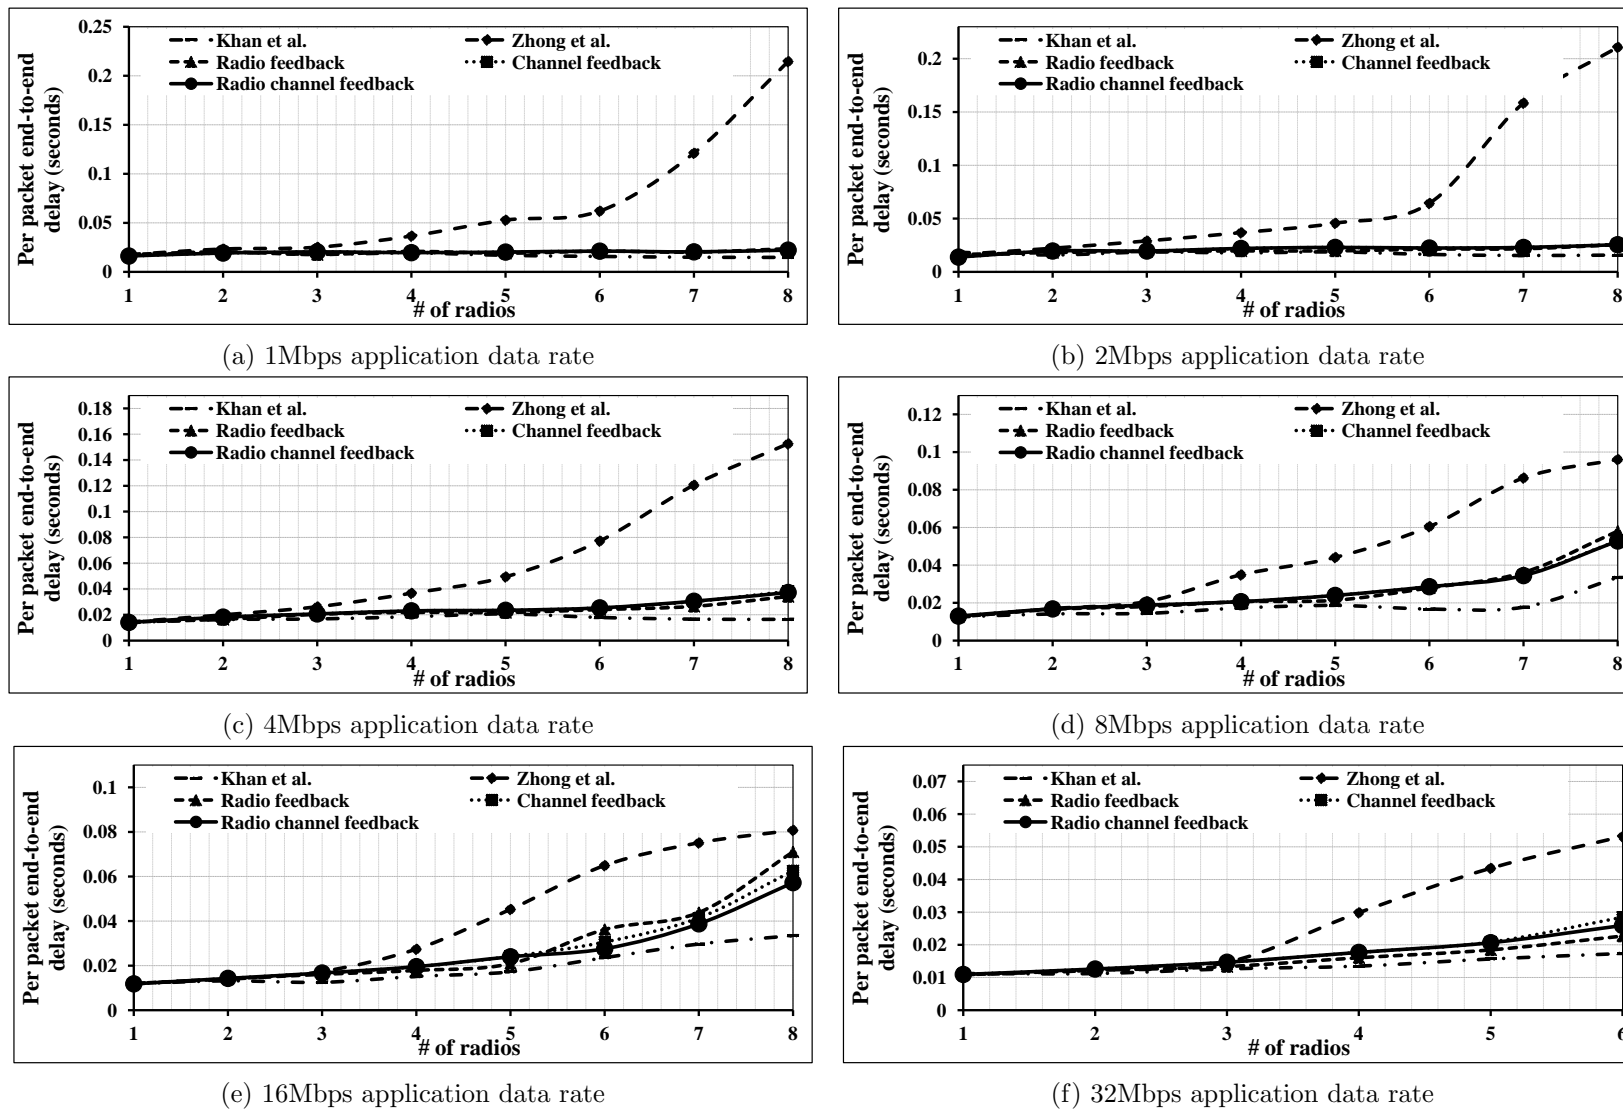 0.25
0.2
0.15
0.1
0.05
0
Per packet end-to-end
delay (seconds)
Khan et al.
Zhong et al.
Radio feedback
Channel feedback
Radio channel feedback
1 2 3 4 5 6 7 8
# of radios
(a) 1Mbps application data rate
0.2
0.15
0.1
0.05
0
Per packet end-to-end
delay (seconds)
Khan et al.
Zhong et al.
Radio feedback
Channel feedback
Radio channel feedback
1 2 3 4 5 6 7 8
# of radios
(b) 2Mbps application data rate
0.18
0.16
0.14
0.12
0.1
0.08
0.06
0.04
0.02
0
Per packet end-to-end
delay (seconds)
Khan et al.
Zhong et al.
Radio feedback
Channel feedback
Radio channel feedback
1 2 3 4 5 6 7 8
# of radios
(c) 4Mbps application data rate
0.12
0.1
0.08
0.06
0.04
0.02
0
Per packet end-to-end
delay (seconds)
Khan et al.
Zhong et al.
Radio feedback
Channel feedback
Radio channel feedback
1 2 3 4 5 6 7 8
# of radios
(d) 8Mbps application data rate
0.1
0.08
0.06
0.04
0.02
0
Per packet end-to-end
delay (seconds)
Khan et al.
Zhong et al.
Radio feedback
Channel feedback
Radio channel feedback
1 2 3 4 5 6 7 8
# of radios
(e) 16Mbps application data rate
0.07
0.06
0.05
0.04
0.03
0.02
0.01
0
Per packet end-to-end
delay (seconds)
Khan et al.
Zhong et al.
Radio feedback
Channel feedback
Radio channel feedback
1 2 3 4 5 6
# of radios
(f) 32Mbps application data rate